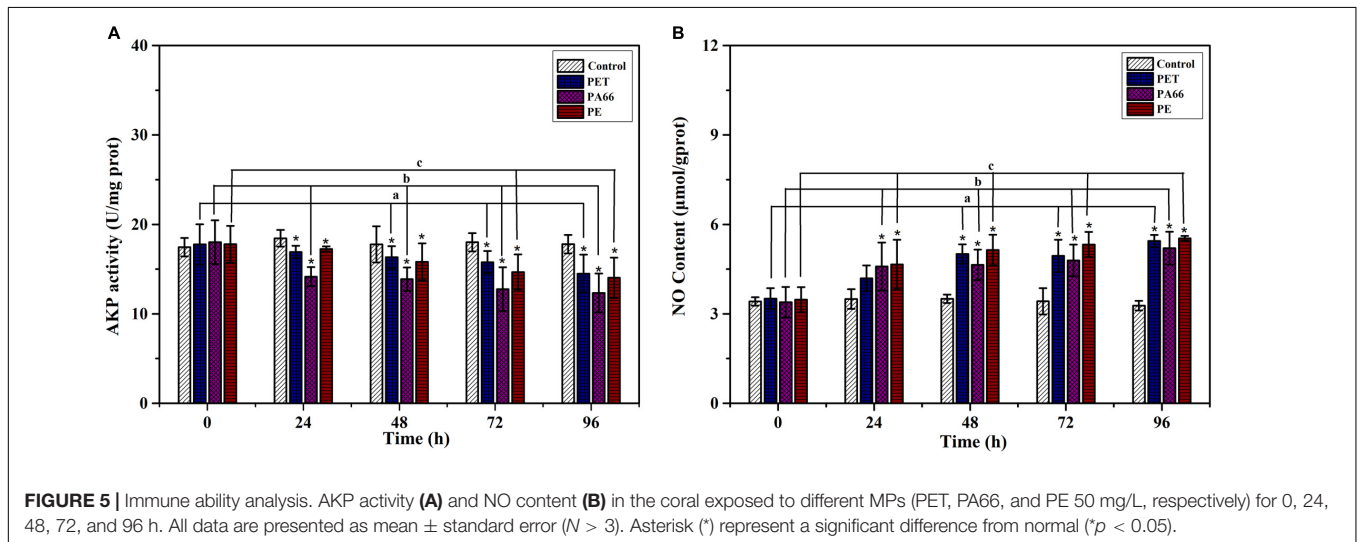 A
40
30
20
10
0
AKP activity (U/mg prot)
Control
PET
PA66
PE
c
b
a
* * *
* * *
* * *
* * *
0 24 48 72 96
Time (h)
B
12
9
6
3
0
NO Content (μmol/gprot)
Control
PET
PA66
PE
c
b
a
* *
* * *
* * *
* * *
0 24 48 72 96
Time (h)
FIGURE 5 | Immune ability analysis. AKP activity (A) and NO content (B) in the coral exposed to different MPs (PET, PA66, and PE 50 mg/L, respectively) for 0, 24,
48, 72, and 96 h. All data are presented as mean ± standard error (N > 3). Asterisk (*) represent a significant difference from normal (*p < 0.05).